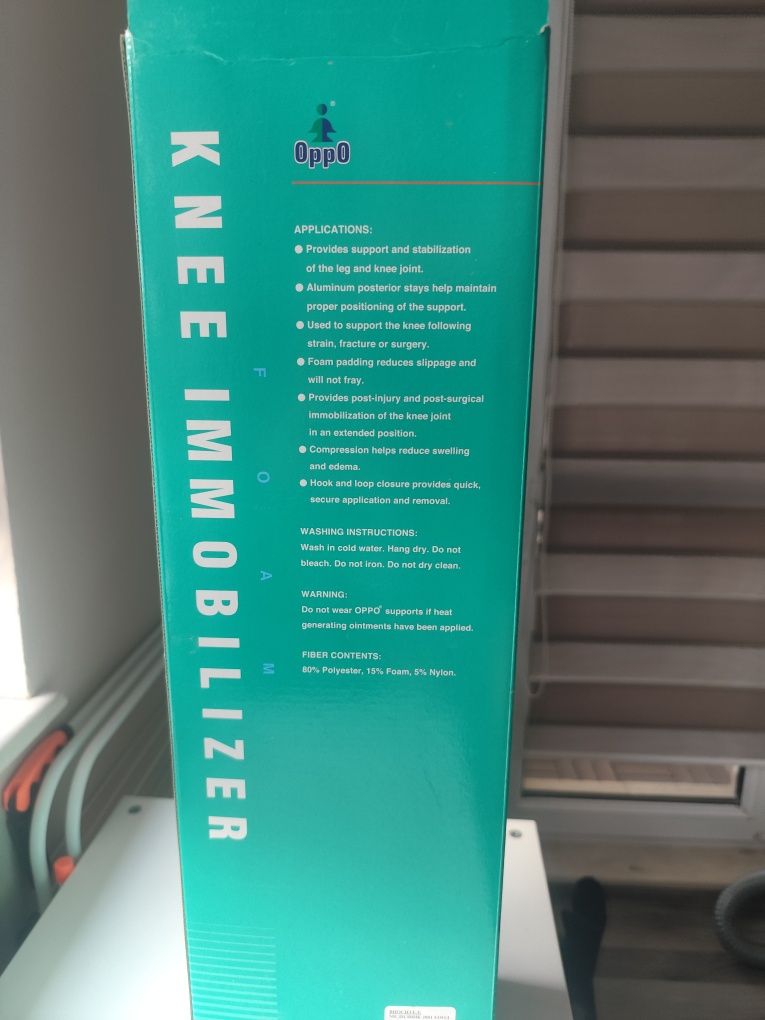 KNEE IMMOBILIZER
FOAM
®
OppO
APPLICATIONS:
● Provides support and stabilization
of the leg and knee joint.
● Aluminum posterior stays help maintain
proper positioning of the support.
● Used to support the knee following
strain, fracture or surgery.
● Foam padding reduces slippage and
will not fray.
● Provides post-injury and post-surgical
immobilization of the knee joint
in an extended position.
● Compression helps reduce swelling
and edema.
● Hook and loop closure provides quick,
secure application and removal.
WASHING INSTRUCTIONS:
Wash in cold water. Hang dry. Do not
bleach. Do not iron. Do not dry clean.
WARNING:
Do not wear OPPO® supports if heat
generating ointments have been applied.
FIBER CONTENTS:
80% Polyester, 15% Foam, 5% Nylon.